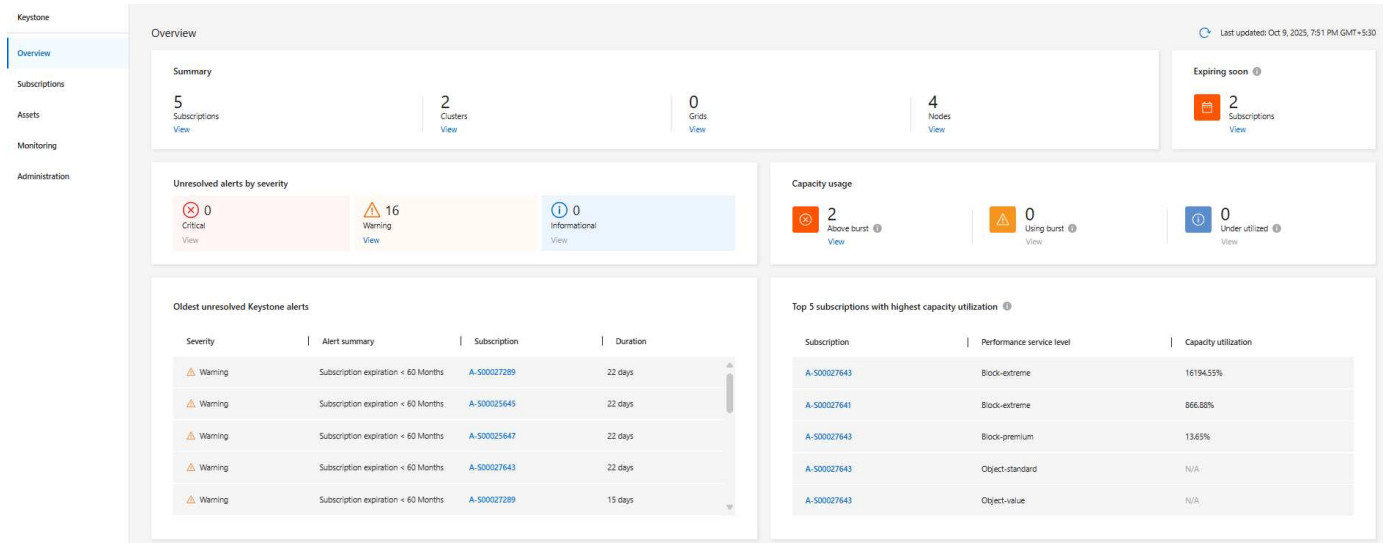 Keystone
Overview
Subscriptions
Assets
Monitoring
Administration
Overview
Last updated: Oct 9, 2025, 7:51 PM GMT+5:30
Summary
5
Subscriptions
View
2
Clusters
View
0
Grids
View
4
Nodes
View
Expiring soon
2
Subscriptions
View
Unresolved alerts by severity
0
Critical
View
16
Warning
View
0
Informational
View
Capacity usage
2
Above burst
View
0
Using burst
View
0
Under utilized
View
Oldest unresolved Keystone alerts
Severity Alert summary Subscription Duration
Warning Subscription expiration < 60 Months A-S00027289 22 days
Warning Subscription expiration < 60 Months A-S00025645 22 days
Warning Subscription expiration < 60 Months A-S00025647 22 days
Warning Subscription expiration < 60 Months A-S00027643 22 days
Warning Subscription expiration < 60 Months A-S00027289 15 days
Top 5 subscriptions with highest capacity utilization
Subscription Performance service level Capacity utilization
A-S00027643 Block-extreme 16194.55%
A-S00027641 Block-extreme 866.88%
A-S00027643 Block-premium 13.65%
A-S00027643 Object-standard N/A
A-S00027643 Object-value N/A